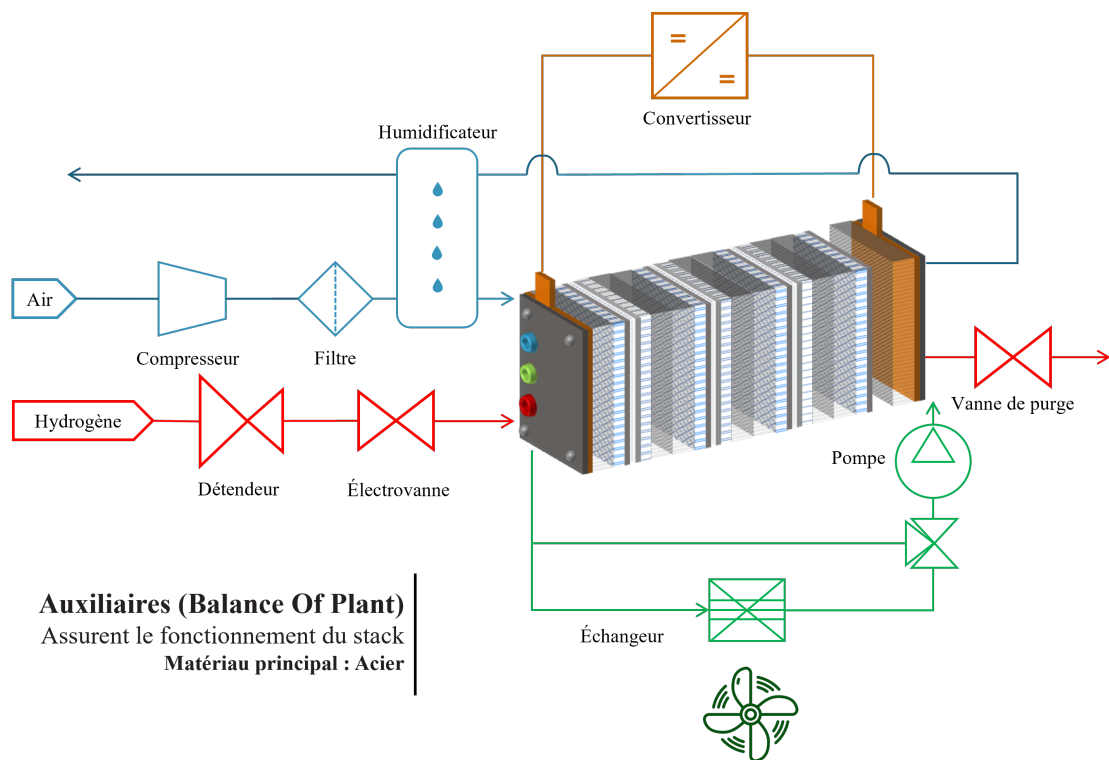 Convertisseur
Humidificateur
Air
Compresseur
Filtre
Hydrogène
Détendeur
Électrovanne
Vanne de purge
Pompe
Échangeur
Auxiliaires (Balance Of Plant)
Assurent le fonctionnement du stack
Matériau principal : Acier